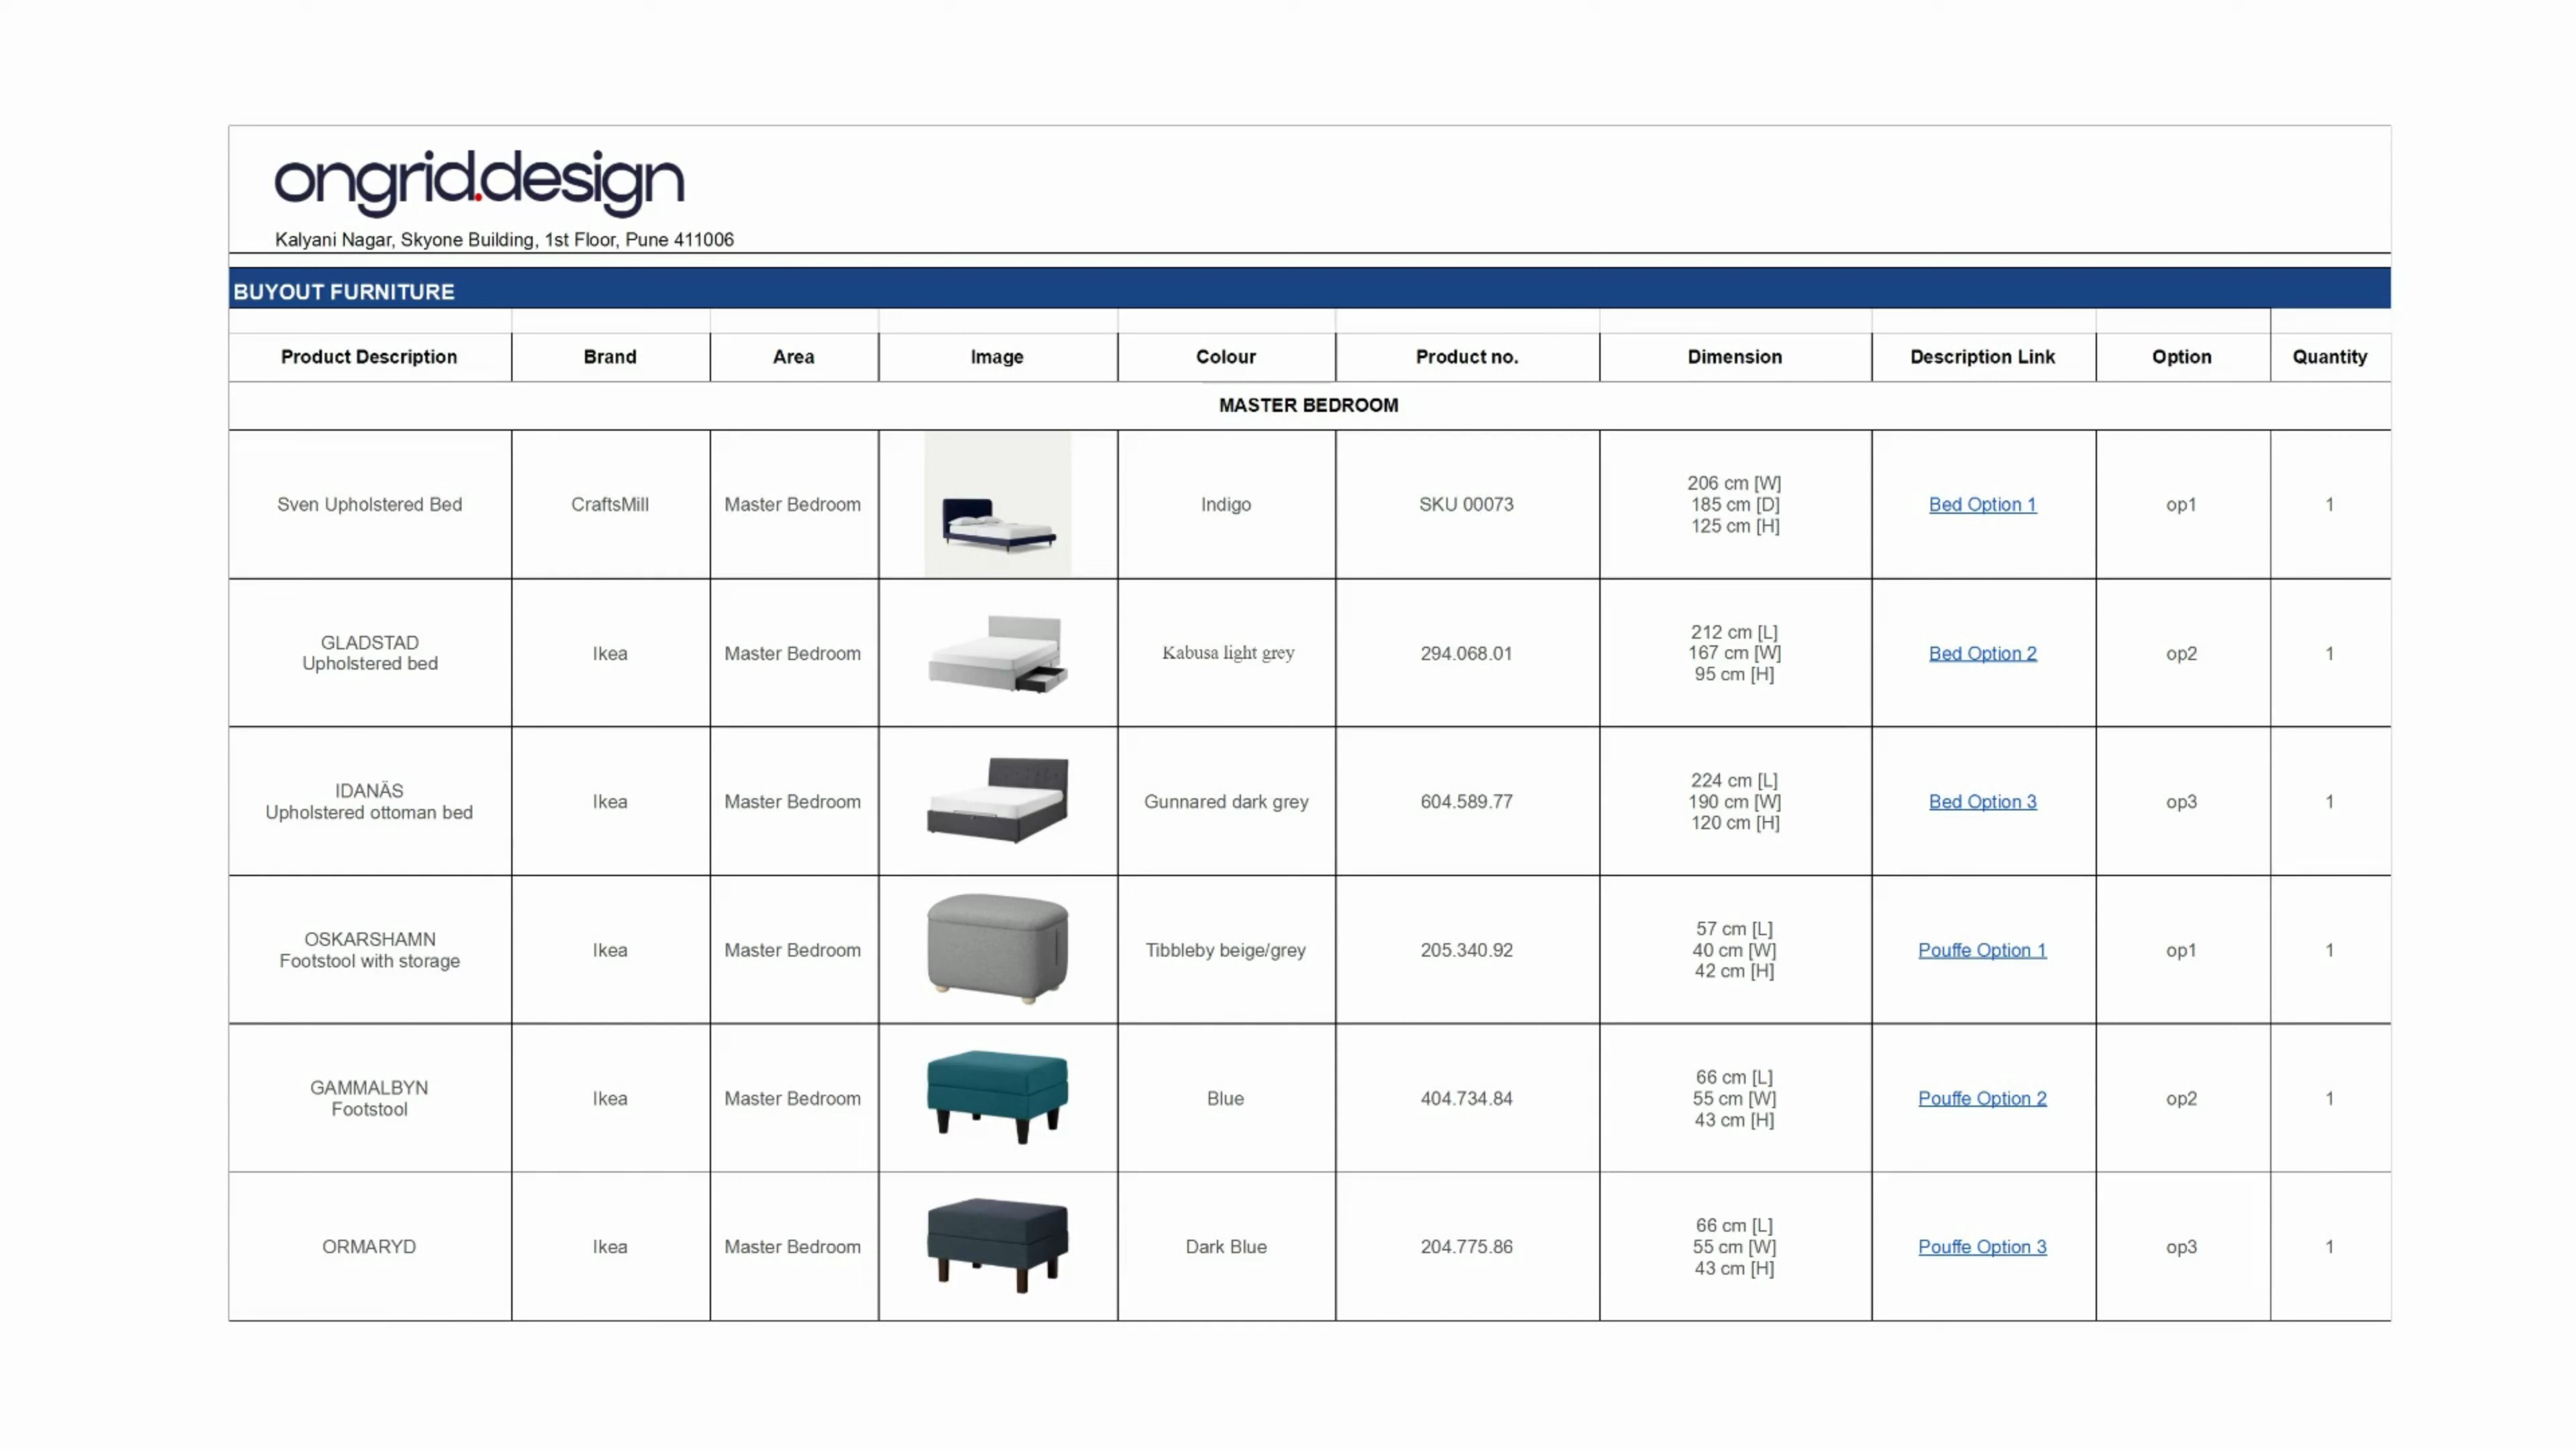 ongrid.design
Kalyani Nagar, Skyone Building, 1st Floor, Pune 411006
BUYOUT FURNITURE
Product Description Brand Area Image Colour Product no. Dimension Description Link Option Quantity
MASTER BEDROOM
Sven Upholstered Bed CraftsMill Master Bedroom Indigo SKU 00073 206 cm [W]
185 cm [D]
125 cm [H]
Bed Option 1 op1 1
GLADSTAD
Upholstered bed
Ikea Master Bedroom Kabusa light grey 294.068.01 212 cm [L]
167 cm [W]
95 cm [H]
Bed Option 2 op2 1
IDANÄS
Upholstered ottoman bed
Ikea Master Bedroom Gunnared dark grey 604.589.77 224 cm [L]
190 cm [W]
120 cm [H]
Bed Option 3 op3 1
OSKARSHAMN
Footstool with storage
Ikea Master Bedroom Tibbleby beige/grey 205.340.92 57 cm [L]
40 cm [W]
42 cm [H]
Pouffe Option 1 op1 1
GAMMALBYN
Footstool
Ikea Master Bedroom Blue 404.734.84 66 cm [L]
55 cm [W]
43 cm [H]
Pouffe Option 2 op2 1
ORMARYD Ikea Master Bedroom Dark Blue 204.775.86 66 cm [L]
55 cm [W]
43 cm [H]
Pouffe Option 3 op3 1